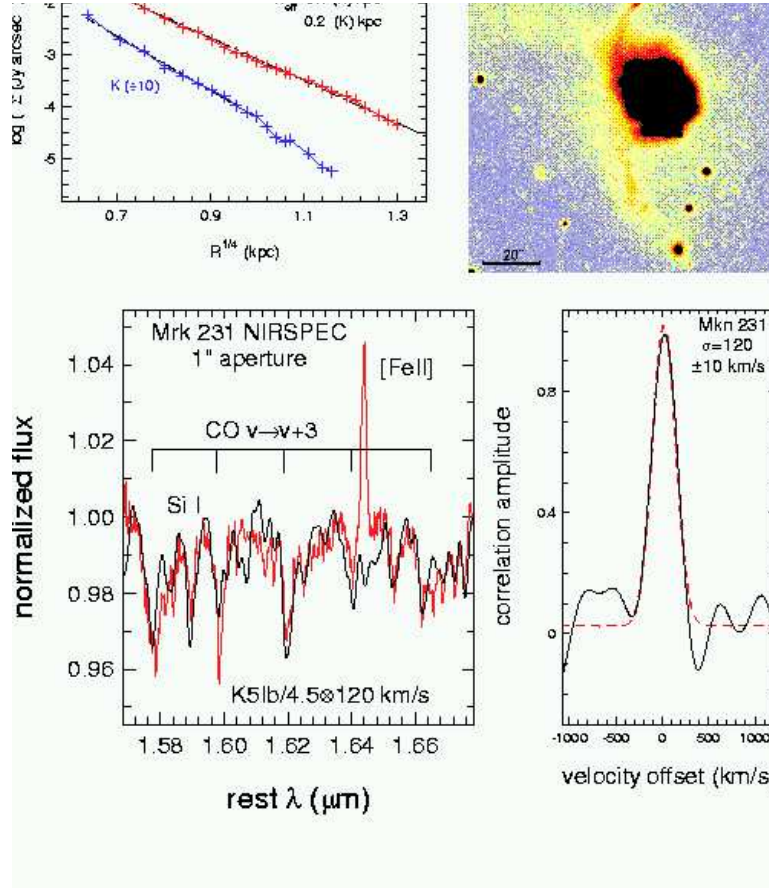 0.2 (K) kpc
-3
-4
-5
K (÷10)
0.7 0.9 1.1 1.3
R^1/4 (kpc)
20"
Mrk 231 NIRSPEC
1" aperture
[FeII]
CO v→v+3
Si I
K5Ib/4.5⊗120 km/s
1.04
1.02
1.00
0.98
0.96
normalized flux
1.58 1.60 1.62 1.64 1.66
rest λ (μm)
Mkn 231
σ=120
±10 km/s
0.8
0.4
0
correlation amplitude
-1000 -500 0 500 1000
velocity offset (km/s